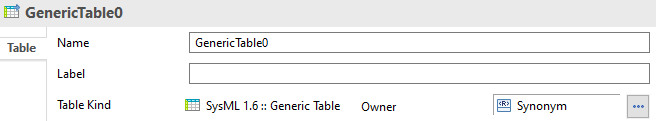 GenericTable0
Table
Name GenericTable0
Label
Table Kind SysML 1.6 :: Generic Table Owner <R> Synonym ...